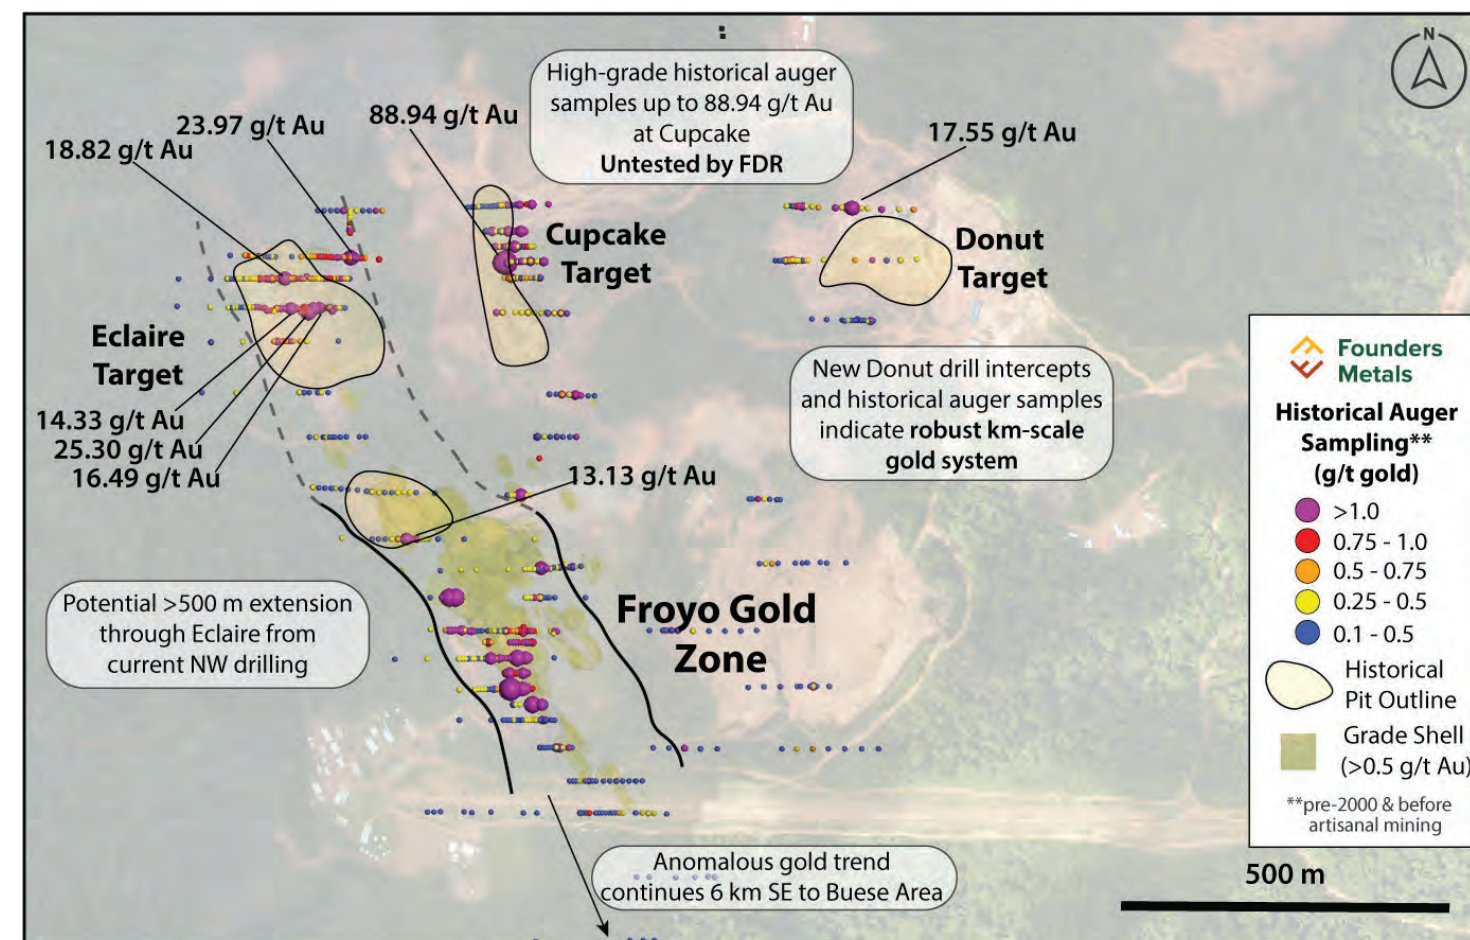 :
N
High-grade historical auger
samples up to 88.94 g/t Au
at Cupcake
Untested by FDR
18.82 g/t Au
23.97 g/t Au
88.94 g/t Au
17.55 g/t Au
Cupcake
Target
Donut
Target
Eclaire
Target
14.33 g/t Au
25.30 g/t Au
16.49 g/t Au
13.13 g/t Au
New Donut drill intercepts
and historical auger samples
indicate robust km-scale
gold system
Potential >500 m extension
through Eclaire from
current NW drilling
Froyo Gold
Zone
Anomalous gold trend
continues 6 km SE to Buese Area
Founders
Metals
Historical Auger
Sampling**
(g/t gold)
>1.0
0.75 - 1.0
0.5 - 0.75
0.25 - 0.5
0.1 - 0.5
Historical
Pit Outline
Grade Shell
(>0.5 g/t Au)
**pre-2000 & before
artisanal mining
500 m